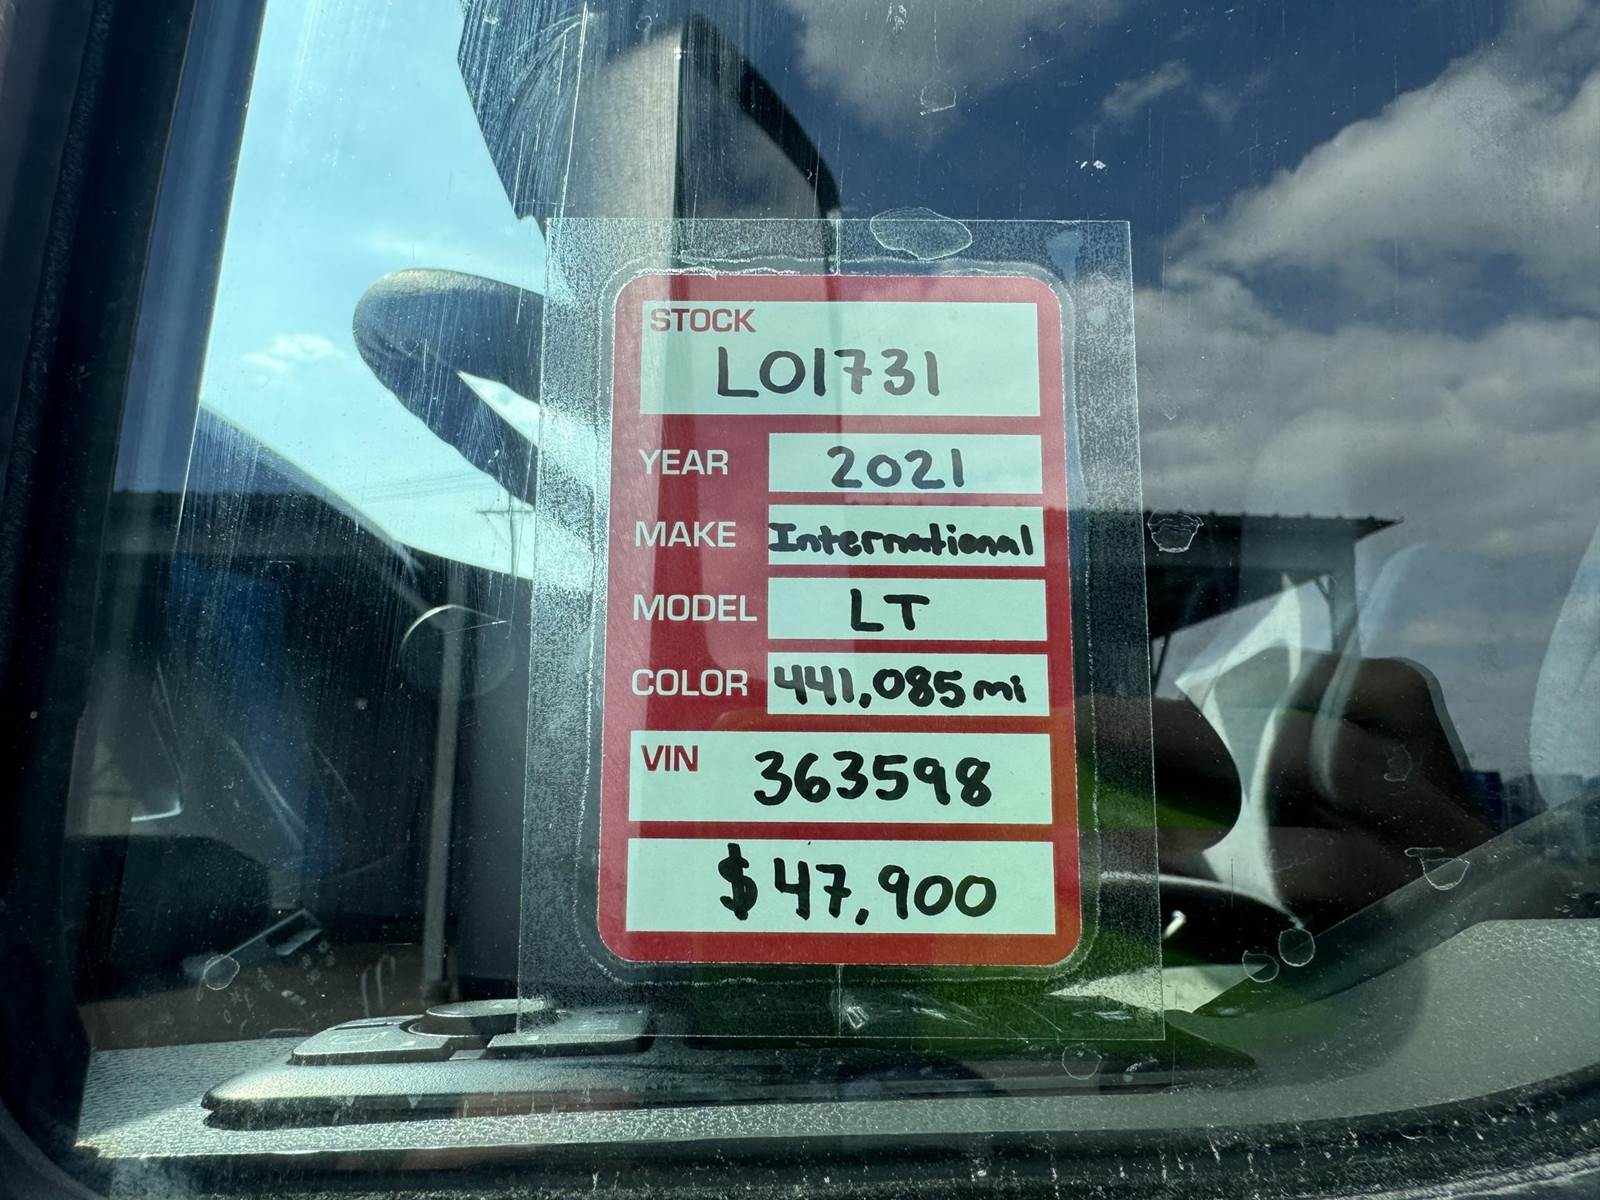 STOCK
L01731
YEAR 2021
MAKE International
MODEL LT
COLOR 441,085 mi
VIN 363598
$47,900